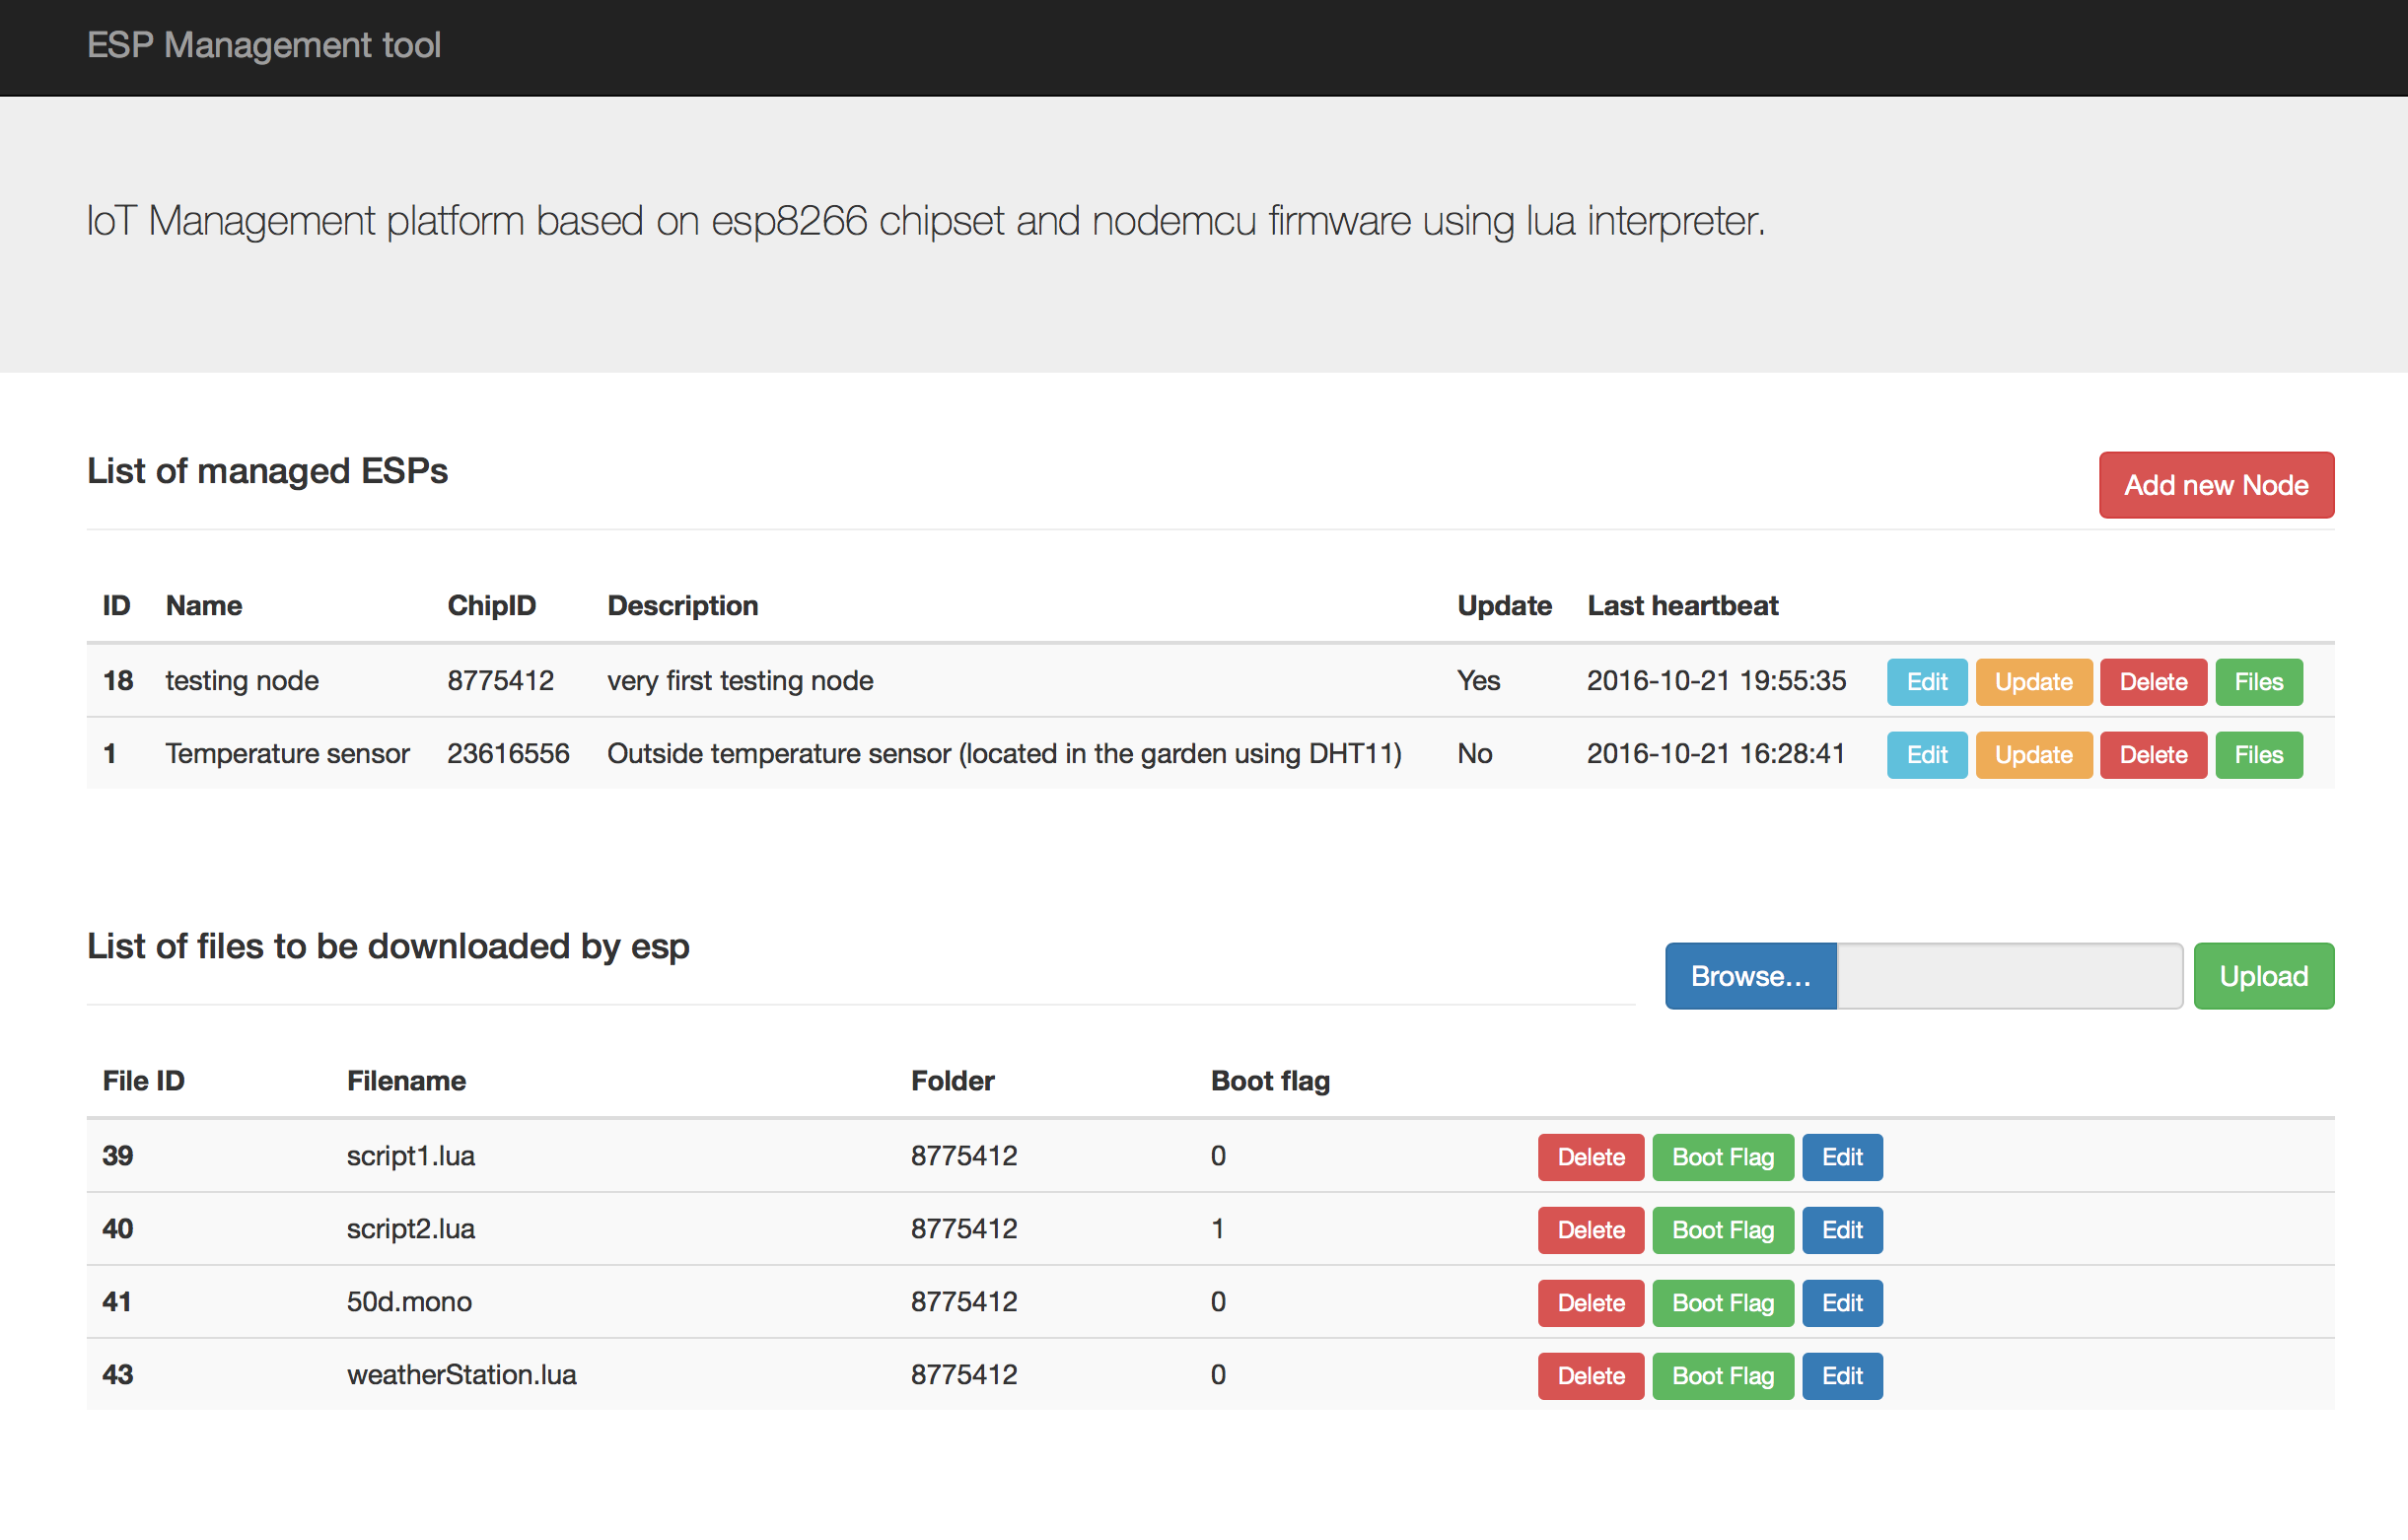 ESP Management tool
IoT Management platform based on esp8266 chipset and nodemcu firmware using lua interpreter.
List of managed ESPs
Add new Node
ID Name ChipID Description Update Last heartbeat
18 testing node 8775412 very first testing node Yes 2016-10-21 19:55:35 Edit Update Delete Files
1 Temperature sensor 23616556 Outside temperature sensor (located in the garden using DHT11) No 2016-10-21 16:28:41 Edit Update Delete Files
List of files to be downloaded by esp
Browse... Upload
File ID Filename Folder Boot flag
39 script1.lua 8775412 0 Delete Boot Flag Edit
40 script2.lua 8775412 1 Delete Boot Flag Edit
41 50d.mono 8775412 0 Delete Boot Flag Edit
43 weatherStation.lua 8775412 0 Delete Boot Flag Edit